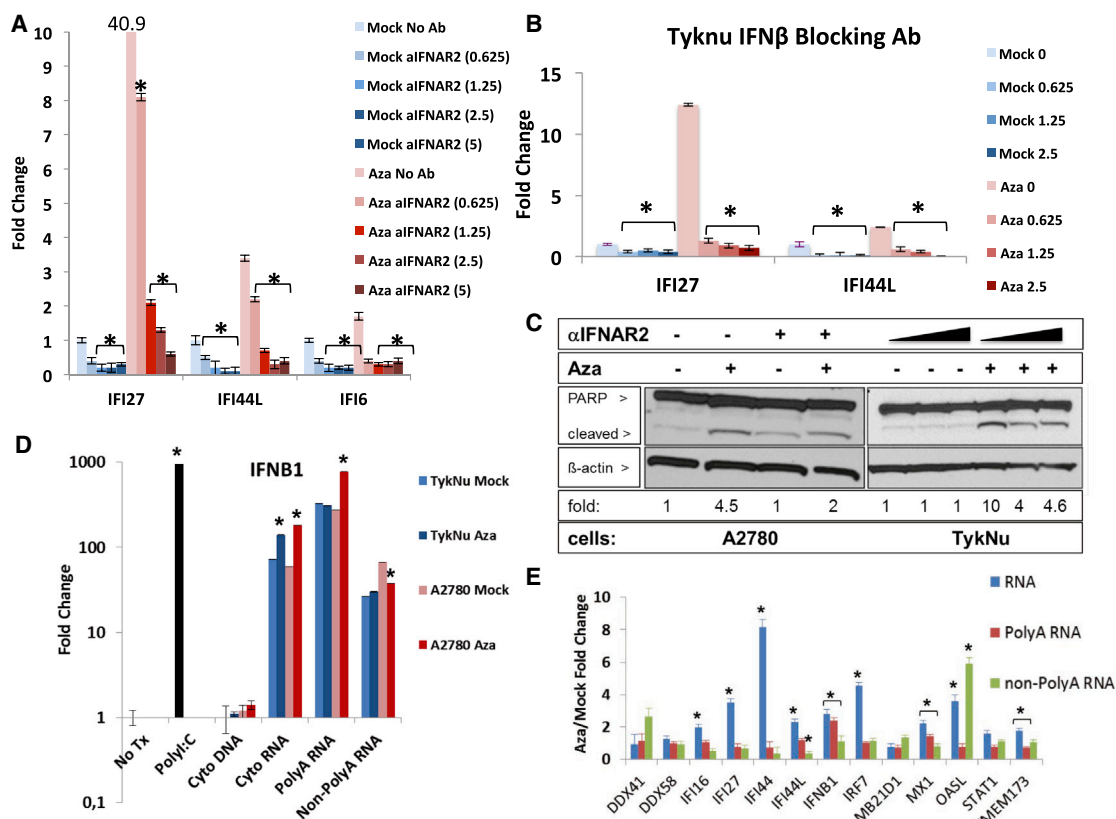 A
40.9
10
9
8
7
6
5
4
3
2
1
0
Fold Change
*
*
*
*
*
*
*
IFI27
IFI44L
IFI6
Mock No Ab
Mock aIFNAR2 (0.625)
Mock aIFNAR2 (1.25)
Mock aIFNAR2 (2.5)
Mock aIFNAR2 (5)
Aza No Ab
Aza aIFNAR2 (0.625)
Aza aIFNAR2 (1.25)
Aza aIFNAR2 (2.5)
Aza aIFNAR2 (5)
B
Tyknu IFNβ Blocking Ab
15
10
5
0
Fold Change
*
*
*
*
IFI27
IFI44L
Mock 0
Mock 0.625
Mock 1.25
Mock 2.5
Aza 0
Aza 0.625
Aza 1.25
Aza 2.5
C
αIFNAR2 - - + +
Aza - + - + - - - + + +
PARP >
cleaved >
ß-actin >
fold: 1 4.5 1 2 1 1 1 10 4 4.6
cells: A2780 TykNu
D
IFNB1
1000
100
10
1
0,1
Fold Change
*
*
*
*
*
No Tx
PolyI:C
Cyto DNA
Cyto RNA
PolyA RNA
Non-PolyA RNA
TykNu Mock
TykNu Aza
A2780 Mock
A2780 Aza
E
10
8
6
4
2
0
Aza/Mock Fold Change
*
*
*
*
*
*
*
*
*
*
*
DDX41
DDX58
IFI16
IFI27
IFI44
IFI44L
IFNB1
IRF7
MB21D1
MX1
OASL
STAT1
MEM173
RNA
PolyA RNA
non-PolyA RNA